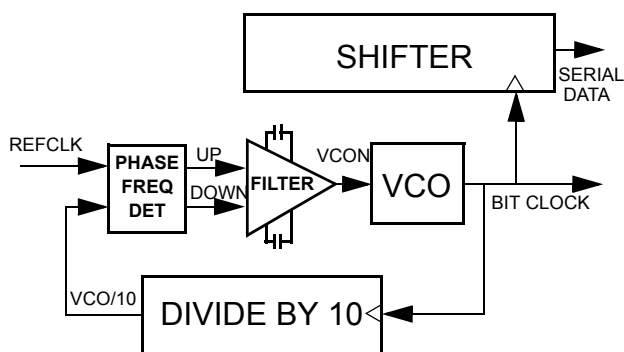 SHIFTER
SERIAL
DATA
REFCLK
PHASE
FREQ
DET
UP
DOWN
FILTER
VCON
VCO
BIT CLOCK
VCO/10
DIVIDE BY 10